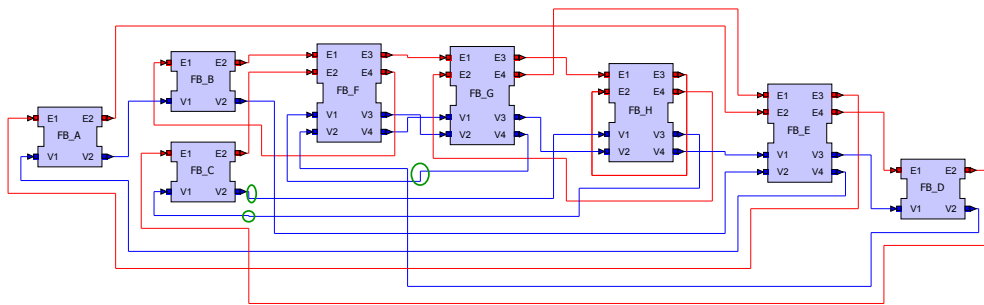 E1 E2
FB_A
V1 V2
E1 E2
FB_B
V1 V2
E1 E2
FB_C
V1 V2
E1 E3
E2 E4
FB_F
V1 V3
V2 V4
E1 E3
E2 E4
FB_G
V1 V3
V2 V4
E1 E3
E2 E4
FB_H
V1 V3
V2 V4
E1 E3
E2 E4
FB_E
V1 V3
V2 V4
E1 E2
FB_D
V1 V2